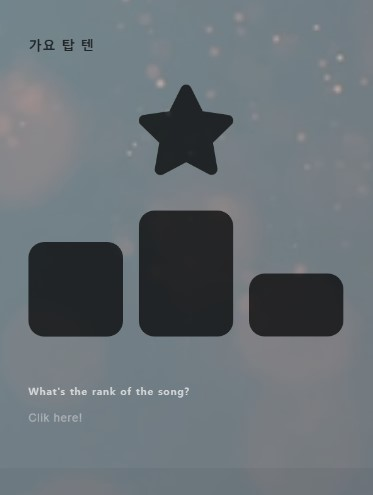 가요 탑 텐
What's the rank of the song?
Clik here!